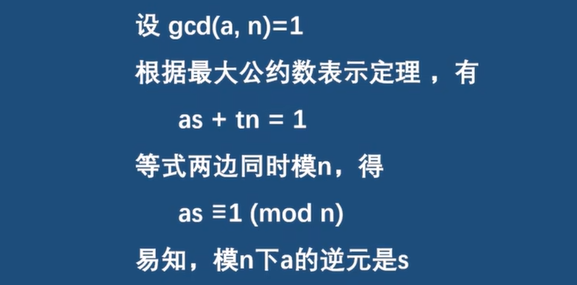 设 gcd(a, n)=1
根据最大公约数表示定理 ，有
as + tn = 1
等式两边同时模n，得
as ≡1 (mod n)
易知，模n下a的逆元是s